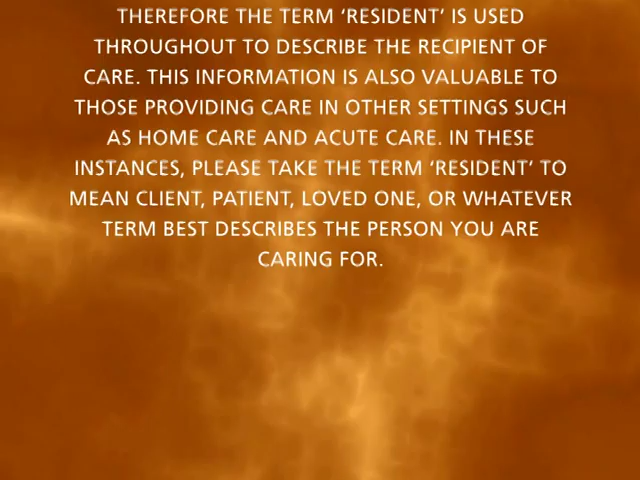 THEREFORE THE TERM ‘RESIDENT’ IS USED
THROUGHOUT TO DESCRIBE THE RECIPIENT OF
CARE. THIS INFORMATION IS ALSO VALUABLE TO
THOSE PROVIDING CARE IN OTHER SETTINGS SUCH
AS HOME CARE AND ACUTE CARE. IN THESE
INSTANCES, PLEASE TAKE THE TERM ‘RESIDENT’ TO
MEAN CLIENT, PATIENT, LOVED ONE, OR WHATEVER
TERM BEST DESCRIBES THE PERSON YOU ARE
CARING FOR.